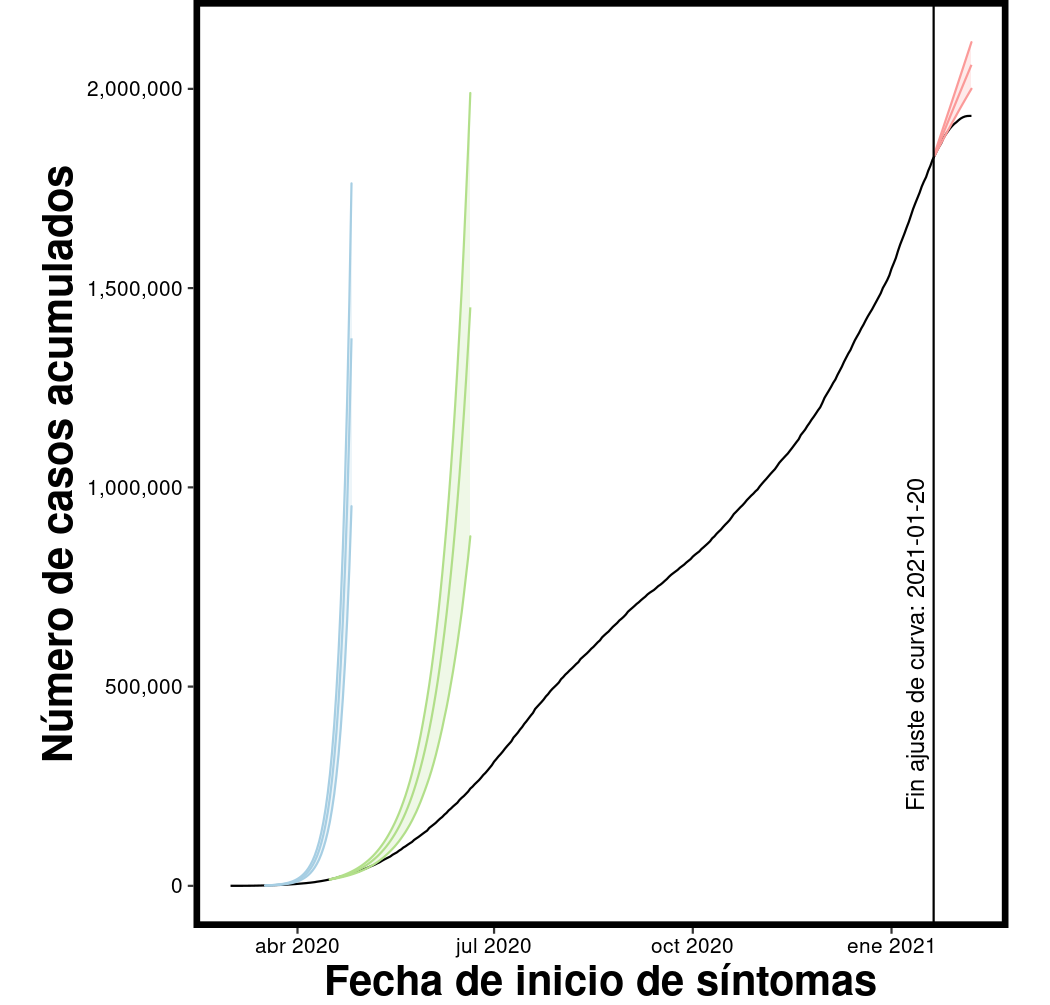 Número de casos acumulados
2,000,000
1,500,000
1,000,000
500,000
0
Fin ajuste de curva: 2021-01-20
abr 2020
jul 2020
oct 2020
ene 2021
Fecha de inicio de síntomas